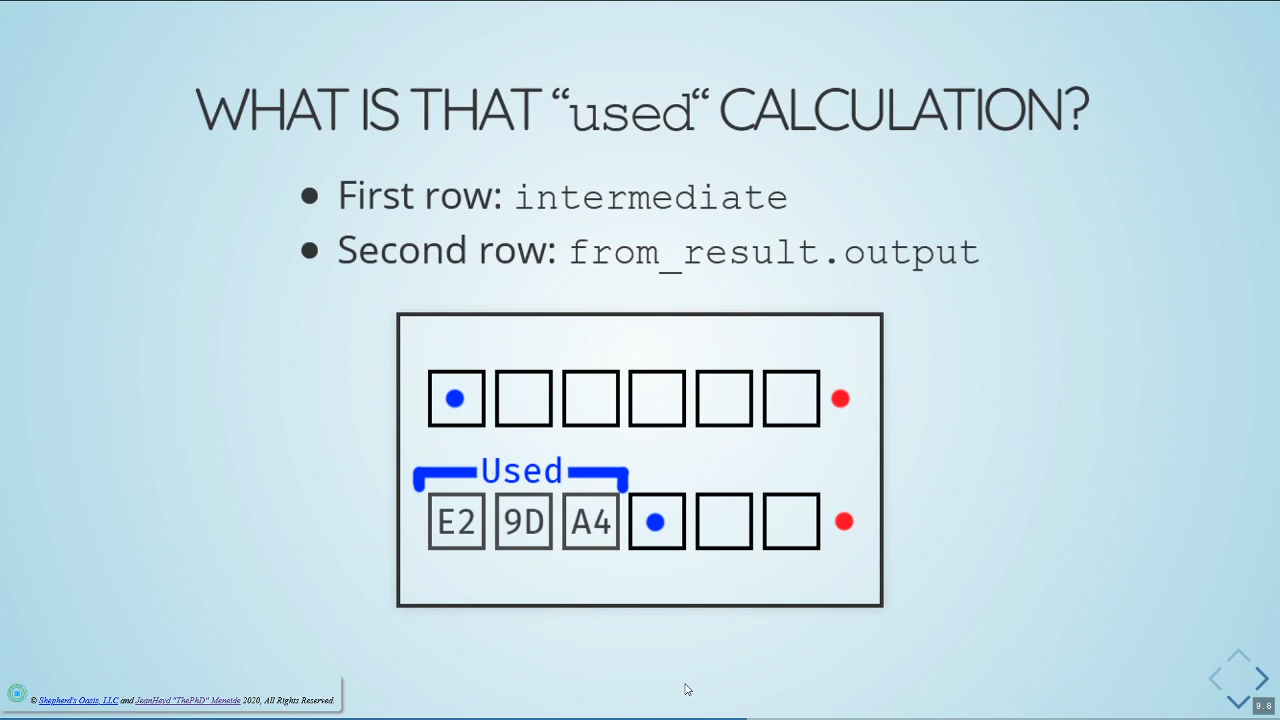 WHAT IS THAT “used“ CALCULATION?
First row: intermediate
Second row: from_result.output
Used
E2 9D A4
© Shepherd's Oasis, LLC and JeanHeyd "ThePhD" Meneide 2020, All Rights Reserved.
9.8